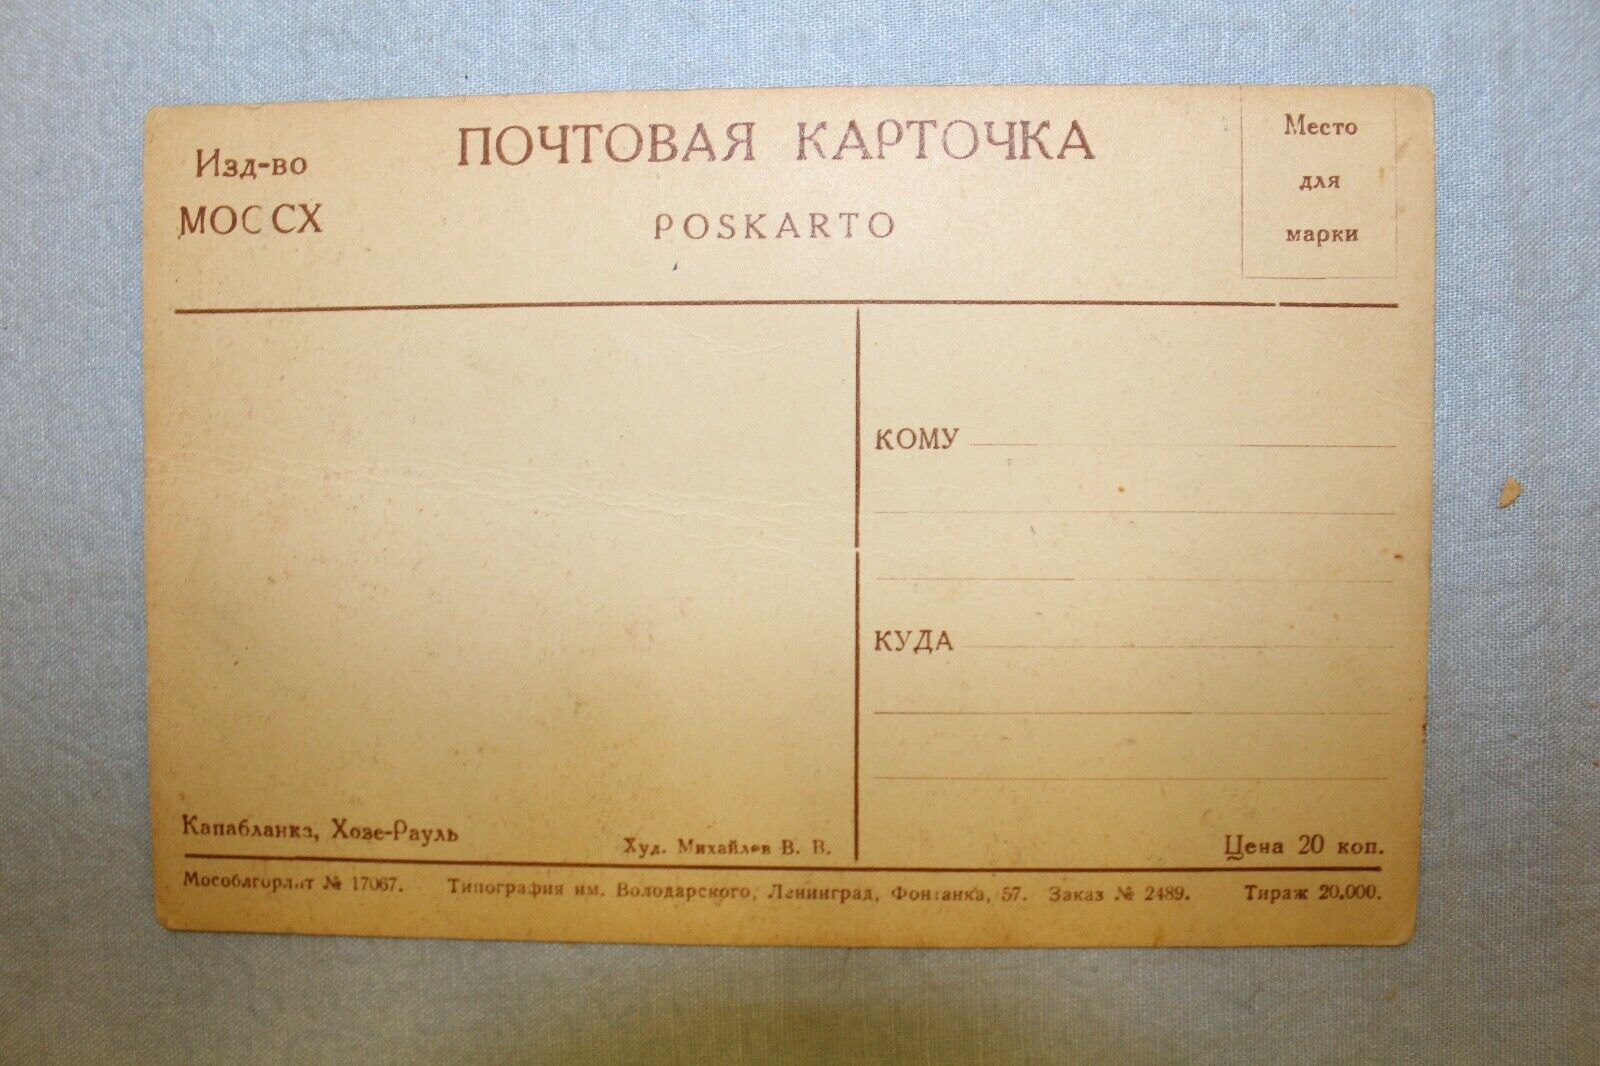 Изд-во
МОССХ
ПОЧТОВАЯ КАРТОЧКА
POSKARTO
Место
для
марки
КОМУ
КУДА
Капабланка, Хозе-Рауль
Худ. Михайлов В. В.
Цена 20 коп.
Мособлгорлит № 17067. Типография им. Володарского, Ленинград, Фонтанка, 57. Заказ № 2489. Тираж 20.000.